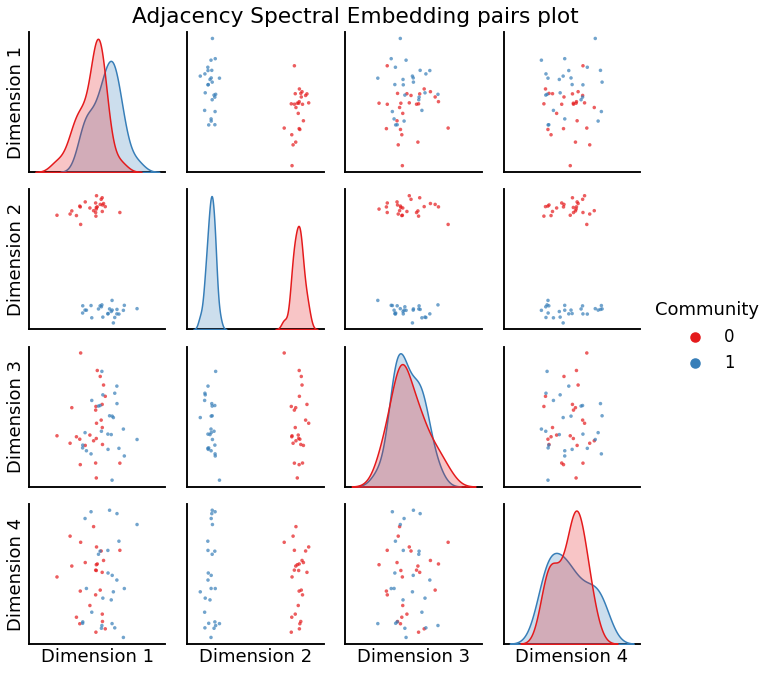 Adjacency Spectral Embedding pairs plot
Dimension 1
Dimension 2
Dimension 3
Dimension 4
Community
0
1
Dimension 1
Dimension 2
Dimension 3
Dimension 4